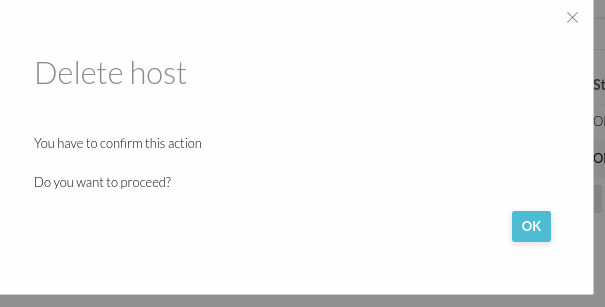 Delete host
You have to confirm this action
Do you want to proceed?
OK